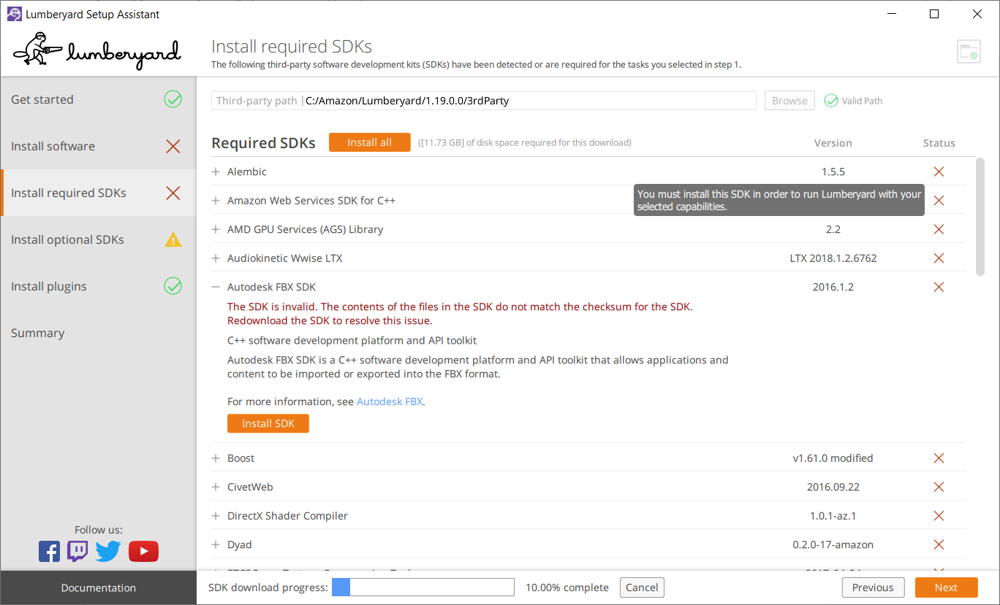 Lumberyard Setup Assistant
lumberyard
Install required SDKs
The following third-party software development kits (SDKs) have been detected or are required for the tasks you selected in step 1.
Get started
Install software
Install required SDKs
Install optional SDKs
Install plugins
Summary
Follow us:
Documentation
Third-party path | C:/Amazon/Lumberyard/1.19.0.0/3rdParty
Browse
Valid Path
Required SDKs Install all ([11.73 GB] of disk space required for this download) Version Status
Alembic 1.5.5
Amazon Web Services SDK for C++
You must install this SDK in order to run Lumberyard with your
selected capabilities.
AMD GPU Services (AGS) Library 2.2
Audiokinetic Wwise LTX LTX 2018.1.2.6762
Autodesk FBX SDK 2016.1.2
The SDK is invalid. The contents of the files in the SDK do not match the checksum for the SDK.
Redownload the SDK to resolve this issue.
C++ software development platform and API toolkit
Autodesk FBX SDK is a C++ software development platform and API toolkit that allows applications and
content to be imported or exported into the FBX format.
For more information, see Autodesk FBX.
Install SDK
Boost v1.61.0 modified
CivetWeb 2016.09.22
DirectX Shader Compiler 1.0.1-az.1
Dyad 0.2.0-17-amazon
SDK download progress: 10.00% complete Cancel Previous Next